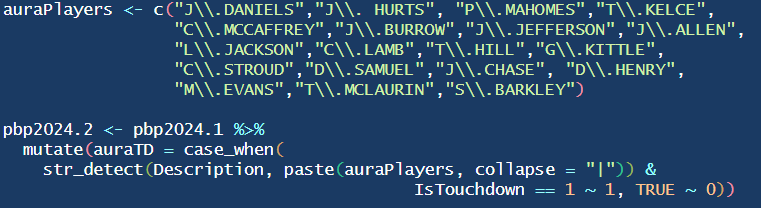 auraPlayers <- c("J\\.DANIELS","J\\. HURTS", "P\\.MAHOMES","T\\.KELCE",
"C\\.MCCAFFREY","J\\.BURROW","J\\.JEFFERSON","J\\.ALLEN",
"L\\.JACKSON","C\\.LAMB","T\\.HILL","G\\.KITTLE",
"C\\.STROUD","D\\.SAMUEL","J\\.CHASE", "D\\.HENRY",
"M\\.EVANS","T\\.MCLAURIN","S\\.BARKLEY")
pbp2024.2 <- pbp2024.1 %>%
mutate(auraTD = case_when(
str_detect(Description, paste(auraPlayers, collapse = "|")) &
IsTouchdown == 1 ~ 1, TRUE ~ 0))